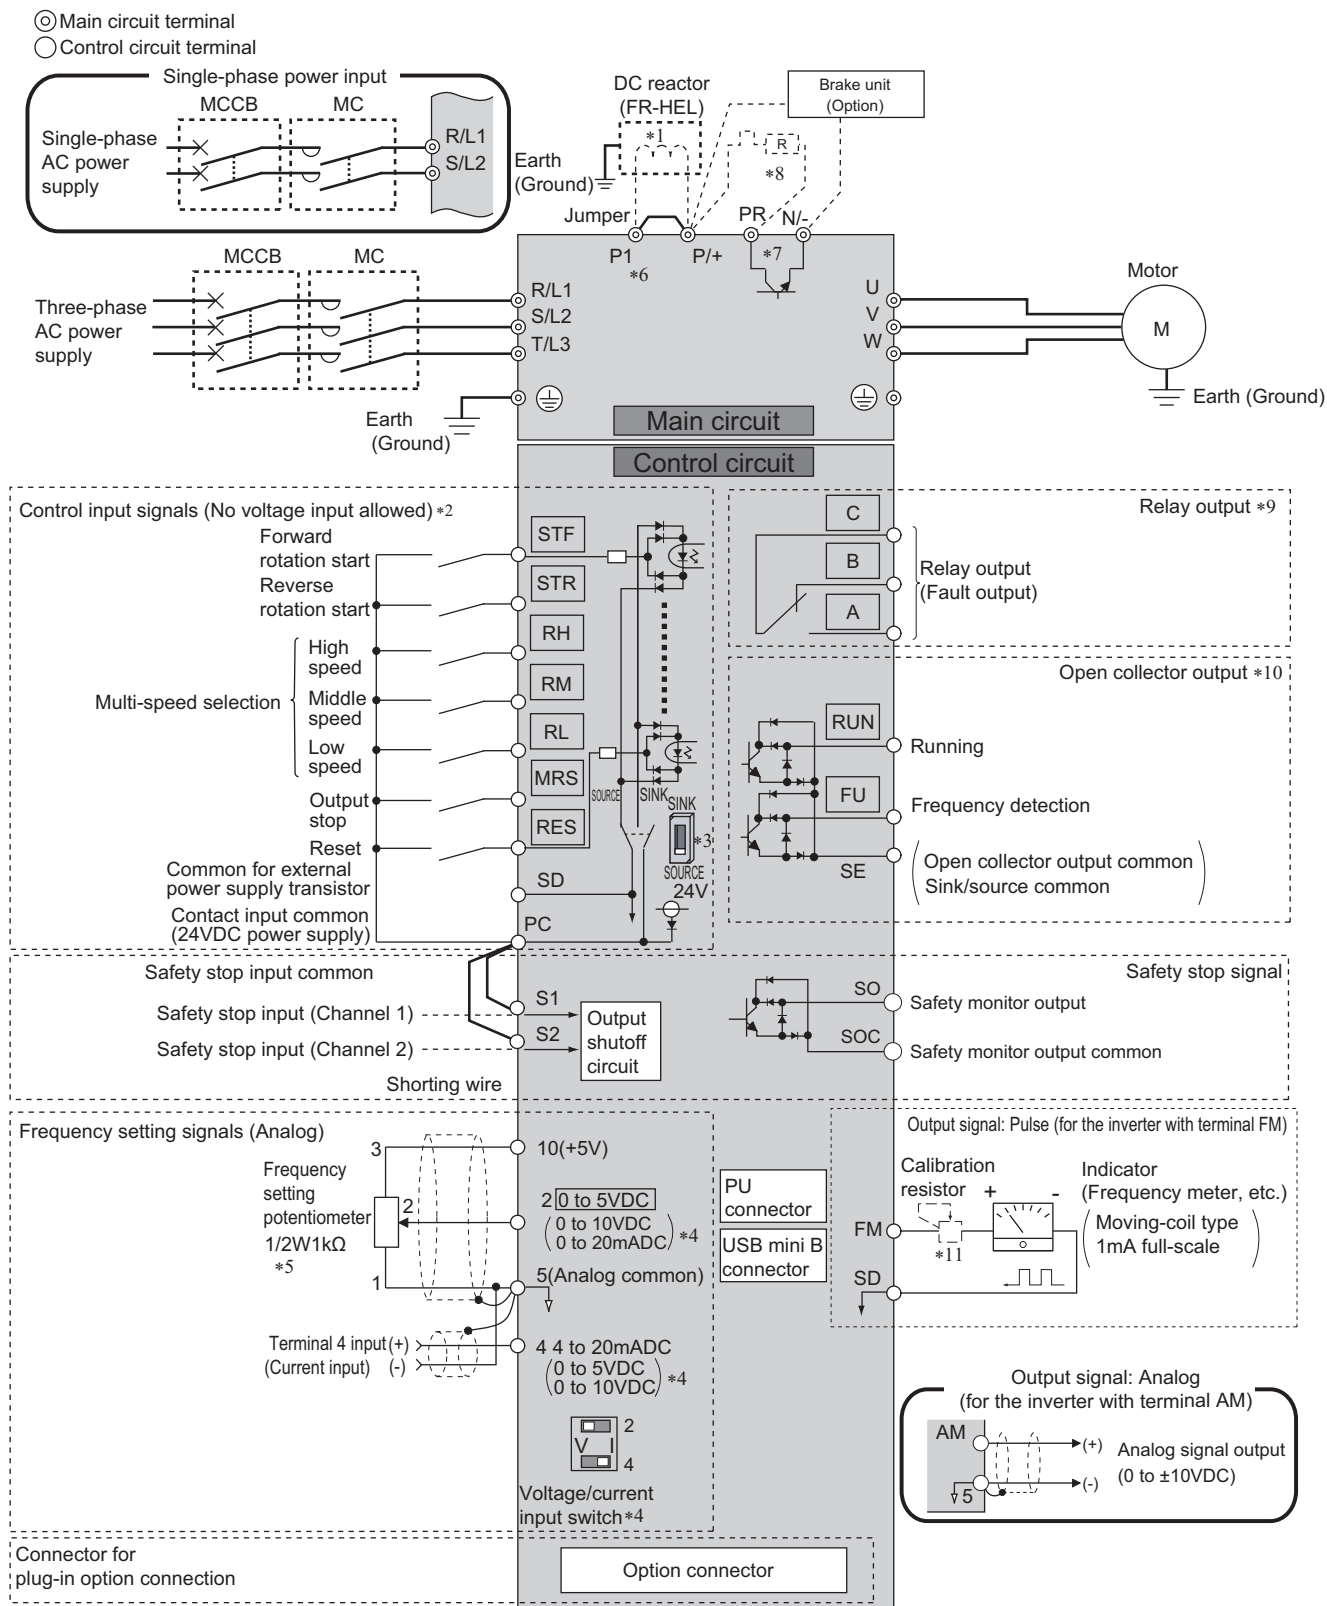 Main circuit terminal
Control circuit terminal
Single-phase power input
MCCB MC
Single-phase
AC power
supply
R/L1
S/L2
DC reactor
(FR-HEL)
*1
Earth
(Ground)
Brake unit
(Option)
R
*8
Jumper
P1
*6
P/+
PR
*7
N/-
MCCB MC
Three-phase
AC power
supply
R/L1
S/L2
T/L3
Earth
(Ground)
U
V
W
Motor
M
Earth (Ground)
Main circuit
Control circuit
Control input signals (No voltage input allowed) *2
Forward
rotation start
STF
Reverse
rotation start
STR
Multi-speed selection
High
speed
RH
Middle
speed
RM
Low
speed
RL
Output
stop
MRS
Reset
RES
SOURCE
SINK
SINK
*3
SOURCE
24V
Common for external
power supply transistor
SD
Contact input common
(24VDC power supply)
PC
Relay output *9
C
B
A
Relay output
(Fault output)
Open collector output *10
RUN
Running
FU
Frequency detection
SE
Open collector output common
Sink/source common
Safety stop input common
Safety stop input (Channel 1)
S1
Safety stop input (Channel 2)
S2
Shorting wire
Output
shutoff
circuit
Safety stop signal
SO
Safety monitor output
SOC
Safety monitor output common
Frequency setting signals (Analog)
Frequency
setting
potentiometer
1/2W1kΩ
*5
3
2
1
10(+5V)
2 0 to 5VDC
(0 to 10VDC
0 to 20mADC) *4
5(Analog common)
Terminal 4 input (+)
(Current input) (-)
4 4 to 20mADC
(0 to 5VDC
0 to 10VDC) *4
2
V I
4
Voltage/current
input switch *4
PU
connector
USB mini B
connector
Output signal: Pulse (for the inverter with terminal FM)
Calibration
resistor
+ -
Indicator
(Frequency meter, etc.)
(Moving-coil type
1mA full-scale)
FM
*11
SD
Output signal: Analog
(for the inverter with terminal AM)
AM
(+)
Analog signal output
(0 to ±10VDC)
5
(-)
Connector for
plug-in option connection
Option connector